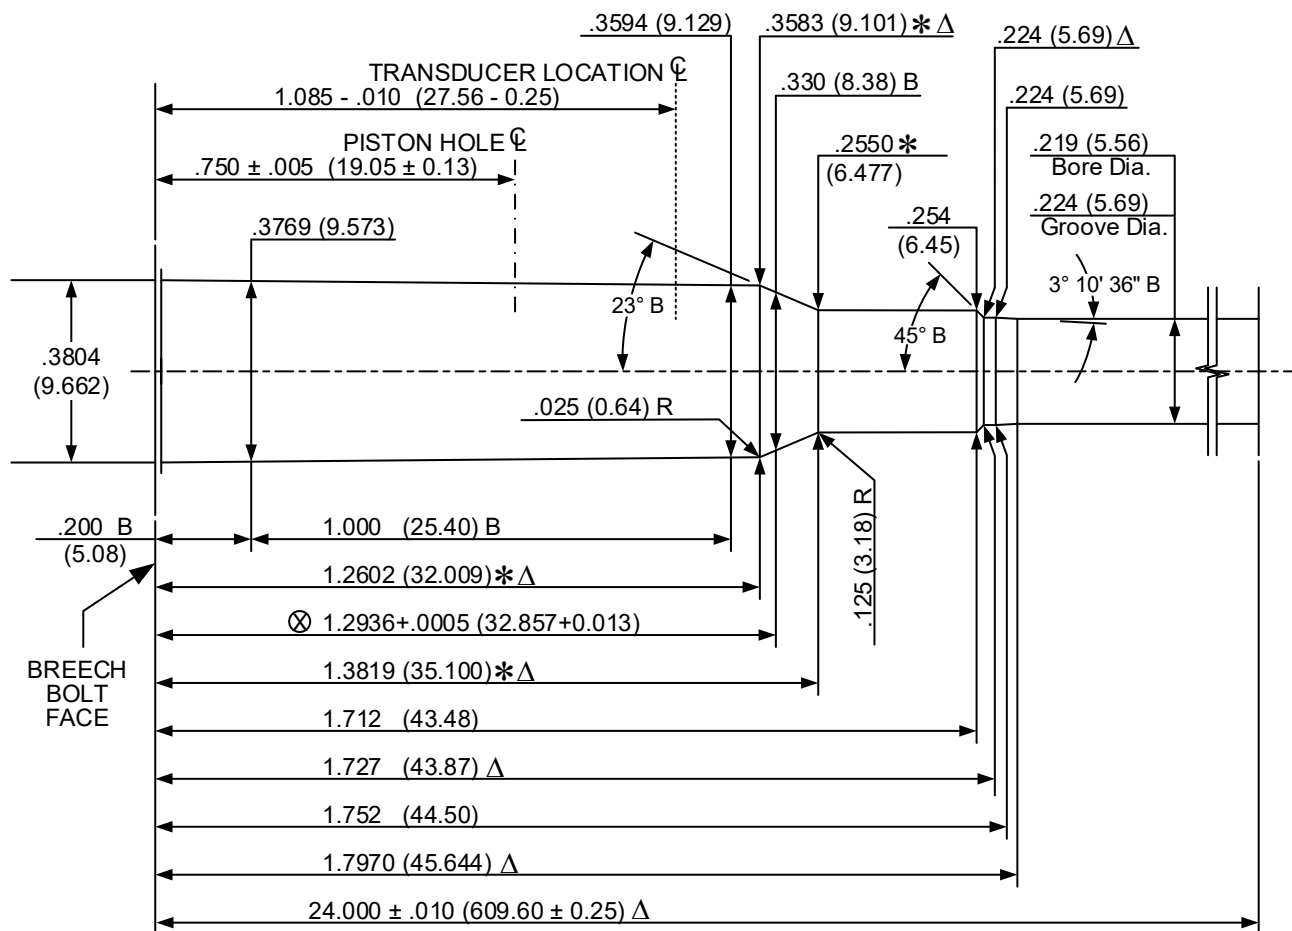 .3594 (9.129)
.3583 (9.101) * Δ
.224 (5.69) Δ
TRANSDUCER LOCATION ℄
1.085 - .010 (27.56 - 0.25)
.330 (8.38) B
.224 (5.69)
PISTON HOLE ℄
.750 ± .005 (19.05 ± 0.13)
.2550 *
(6.477)
.219 (5.56)
Bore Dia.
.3769 (9.573)
.254
(6.45)
.224 (5.69)
Groove Dia.
3° 10' 36" B
23° B
45° B
.3804
(9.662)
.025 (0.64) R
.125 (3.18) R
.200 B
(5.08)
1.000 (25.40) B
1.2602 (32.009) * Δ
⊗ 1.2936+.0005 (32.857+0.013)
BREECH
BOLT
FACE
1.3819 (35.100) * Δ
1.712 (43.48)
1.727 (43.87) Δ
1.752 (44.50)
1.7970 (45.644) Δ
24.000 ± .010 (609.60 ± 0.25) Δ